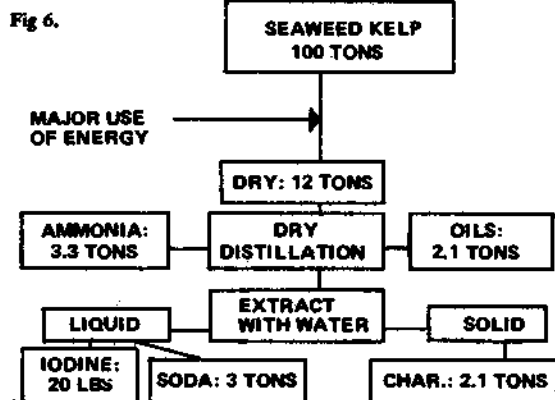 Fig 6.
SEAWEED KELP
100 TONS
MAJOR USE
OF ENERGY
DRY: 12 TONS
AMMONIA:
3.3 TONS
DRY
DISTILLATION
OILS:
2.1 TONS
EXTRACT
WITH WATER
LIQUID
SOLID
IODINE:
20 LBS
SODA: 3 TONS
CHAR.: 2.1 TONS